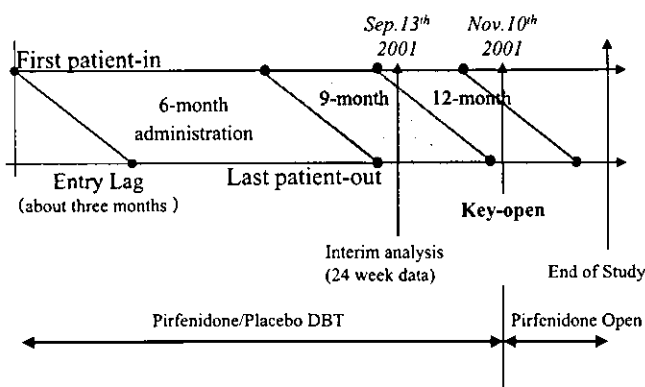 Sep.13th Nov.10th
2001 2001
First patient-in
6-month 9-month 12-month
administration
Entry Lag Last patient-out
(about three months )
Key-open
Interim analysis
(24 week data) End of Study
Pirfenidone/Placebo DBT Pirfenidone Open